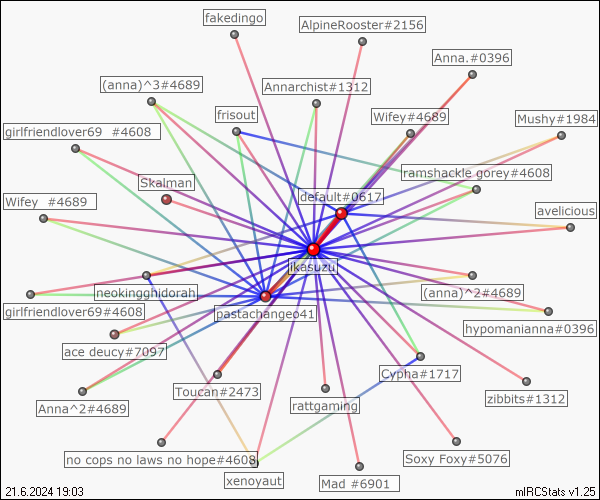 fakedingo
AlpineRooster#2156
Anna.#0396
(anna)^3#4689
Annarchist#1312
frisout
Wifey#4689
Mushy#1984
girlfriendlover69 #4608
ramshackle gorey#4608
Skalman
default#0617
Wifey #4689
avelicious
jkasuzu
neokingghidorah
(anna)^2#4689
girlfriendlover69#4608
pastachangeo41
hypomanianna#0396
ace deucy#7097
Cypha#1717
Toucan#2473
zibbits#1312
Anna^2#4689
rattgaming
no cops no laws no hope#4608
Soxy Foxy#5076
xenoyaut
Mad #6901
21.6.2024 19:03
mIRCStats v1.25